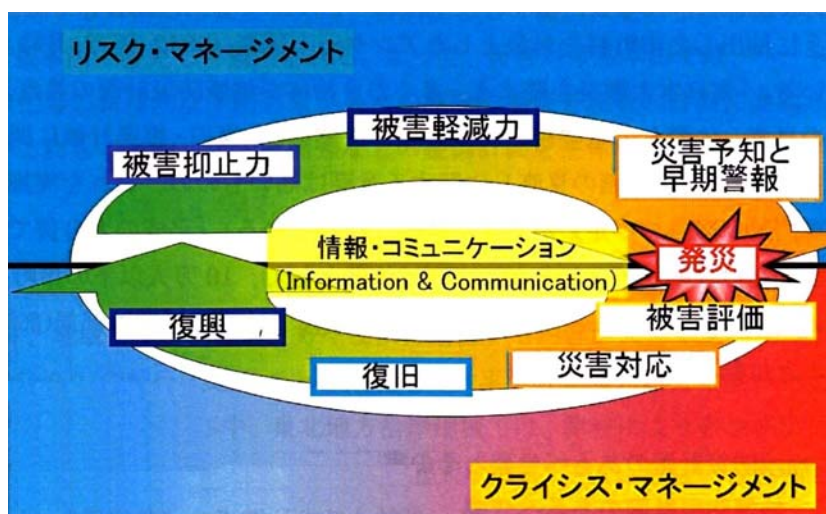 リスク・マネージメント
被害軽減力
被害抑止力
災害予知と
早期警報
情報・コミュニケーション
(Information & Communication)
発災
被害評価
復興
復旧
災害対応
クライシス・マネージメント